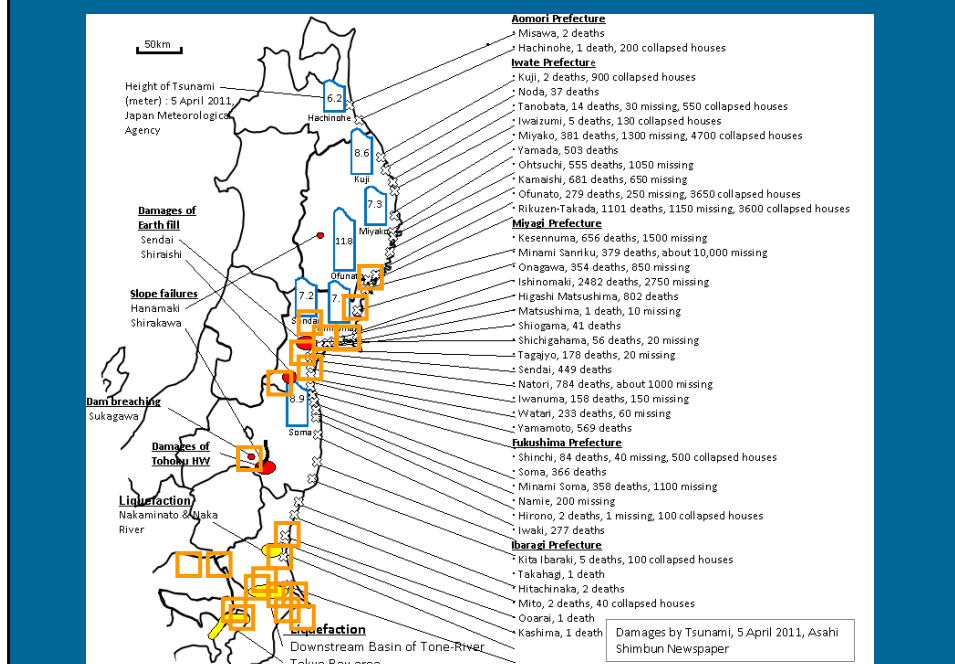 50km
Height of Tsunami
(meter) : 5 April 2011,
Japan Meteorological
Agency
6.2
Hachinohe
8.6
Kuji
7.3
Miyako
11.8
Ofunat
7.2
Sendai
7.
8.9
Soma
Damages of
Earth fill
Sendai
Shiraishi
Slope failures
Hanamaki
Shirakawa
Dam breaching
Sukagawa
Damages of
Tohoku HW
Liquefaction
Nakaminato & Naka
River
Liquefaction
Downstream Basin of Tone-River
Tokyo Bay area
Aomori Prefecture
· Misawa, 2 deaths
· Hachinohe, 1 death, 200 collapsed houses
Iwate Prefecture
· Kuji, 2 deaths, 900 collapsed houses
· Noda, 37 deaths
· Tanobata, 14 deaths, 30 missing, 550 collapsed houses
· Iwaizumi, 5 deaths, 130 collapsed houses
· Miyako, 381 deaths, 1300 missing, 4700 collapsed houses
· Yamada, 503 deaths
· Ohtsuchi, 555 deaths, 1050 missing
· Kamaishi, 681 deaths, 650 missing
· Ofunato, 279 deaths, 250 missing, 3650 collapsed houses
· Rikuzen-Takada, 1101 deaths, 1150 missing, 3600 collapsed houses
Miyagi Prefecture
· Kesennuma, 656 deaths, 1500 missing
· Minami Sanriku, 379 deaths, about 10,000 missing
· Onagawa, 354 deaths, 850 missing
· Ishinomaki, 2482 deaths, 2750 missing
· Higashi Matsushima, 802 deaths
· Matsushima, 1 death, 10 missing
· Shiogama, 41 deaths
· Shichigahama, 56 deaths, 20 missing
· Tagajyo, 178 deaths, 20 missing
· Sendai, 449 deaths
· Natori, 784 deaths, about 1000 missing
· Iwanuma, 158 deaths, 150 missing
· Watari, 233 deaths, 60 missing
· Yamamoto, 569 deaths
Fukushima Prefecture
· Shinchi, 84 deaths, 40 missing, 500 collapsed houses
· Soma, 366 deaths
· Minami Soma, 358 deaths, 1100 missing
· Namie, 200 missing
· Hirono, 2 deaths, 1 missing, 100 collapsed houses
· Iwaki, 277 deaths
Ibaragi Prefecture
· Kita Ibaraki, 5 deaths, 100 collapsed houses
· Takahagi, 1 death
· Hitachinaka, 2 deaths
· Mito, 2 deaths, 40 collapsed houses
· Ooarai, 1 death
· Kashima, 1 death
Damages by Tsunami, 5 April 2011, Asahi
Shimbun Newspaper